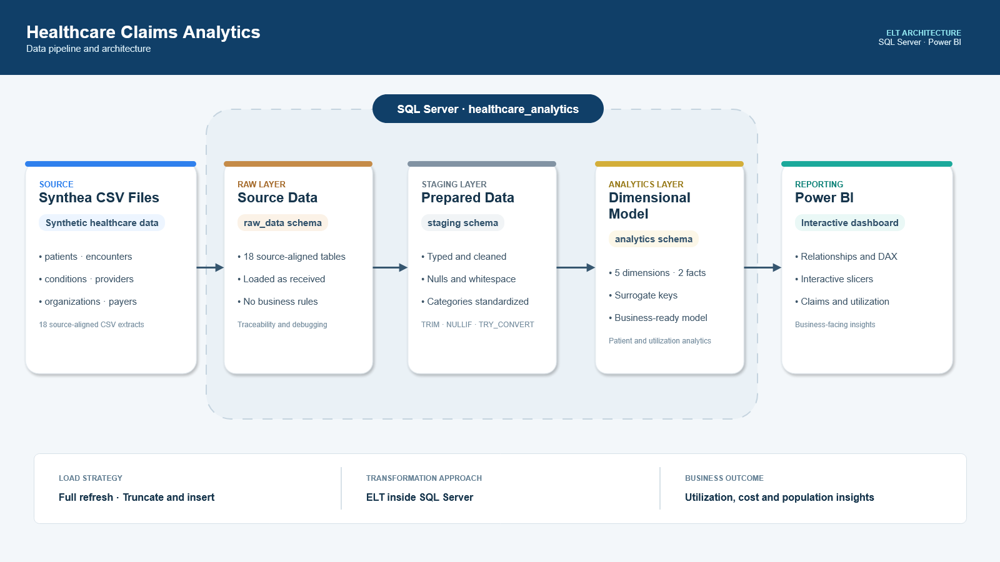 Healthcare Claims Analytics
Data pipeline and architecture
ELT ARCHITECTURE
SQL Server · Power BI
SQL Server · healthcare_analytics
SOURCE
Synthea CSV Files
Synthetic healthcare data
• patients · encounters
• conditions · providers
• organizations · payers
18 source-aligned CSV extracts
RAW LAYER
Source Data
raw_data schema
• 18 source-aligned tables
• Loaded as received
• No business rules
Traceability and debugging
STAGING LAYER
Prepared Data
staging schema
• Typed and cleaned
• Nulls and whitespace
• Categories standardized
TRIM · NULLIF · TRY_CONVERT
ANALYTICS LAYER
Dimensional
Model
analytics schema
• 5 dimensions · 2 facts
• Surrogate keys
• Business-ready model
Patient and utilization analytics
REPORTING
Power BI
Interactive dashboard
• Relationships and DAX
• Interactive slicers
• Claims and utilization
Business-facing insights
LOAD STRATEGY
Full refresh · Truncate and insert
TRANSFORMATION APPROACH
ELT inside SQL Server
BUSINESS OUTCOME
Utilization, cost and population insights